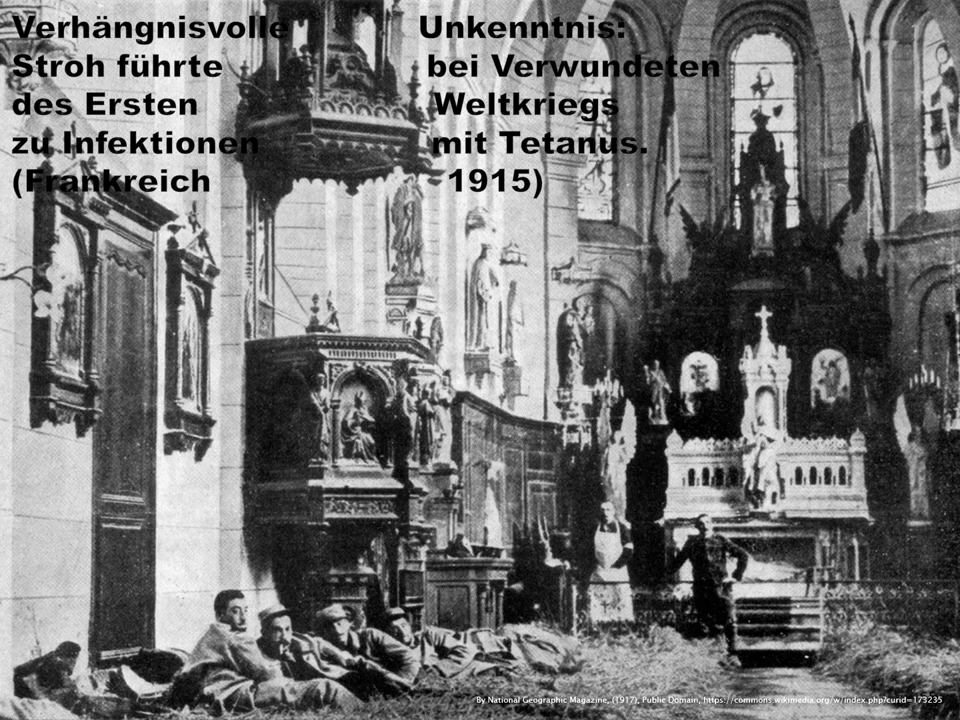 Verhängnisvolle Unkenntnis:
Stroh führte bei Verwundeten
des Ersten Weltkriegs
zu Infektionen mit Tetanus.
(Frankreich 1915)
By National Geographic Magazine, (1917), Public Domain, https://commons.wikimedia.org/w/index.php?curid=173235